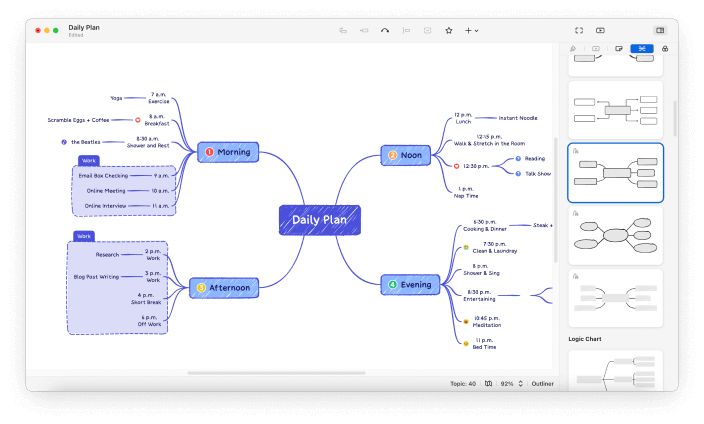 Daily Plan
Edited
Yoga
7 a.m.
Exercise
Scramble Eggs + Coffee
8 a.m.
Breakfast
the Beatles
8:30 a.m.
Shower and Rest
Work
Email Box Checking
9 a.m.
Online Meeting
10 a.m.
Online Interview
11 a.m.
1 Morning
Work
Research
2 p.m.
Work
Blog Post Writing
3 p.m.
Work
4 p.m.
Skort Break
6 p.m.
Off Work
3 Afternoon
Daily Plan
2 Noon
12 p.m.
Lunch
Instant Noodle
12:15 p.m.
Walk & Stretch in the Room
12:30 p.m.
Reading
Talk Show
1 p.m.
Nap Time
4 Evening
6:30 p.m.
Cooking & Dinner
Steak +
7:30 p.m.
Clean & Laundray
8 p.m.
Shower & Sing
8:30 p.m.
Entertaining
10:45 p.m.
Meditation
11 p.m.
Bed Time
Logic Chart
Topic: 40
92%
Outliner